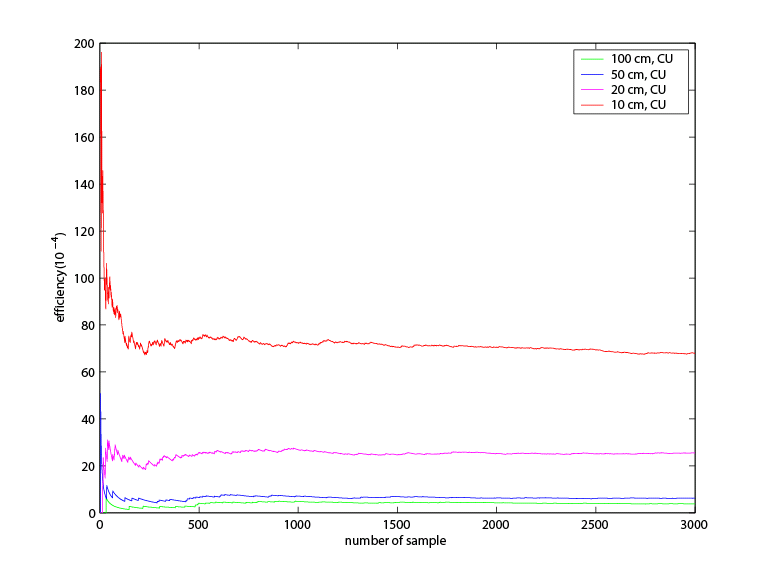 200
180
160
140
120
100
80
60
40
20
0
efficiency(10 −4)
100 cm, CU
50 cm, CU
20 cm, CU
10 cm, CU
0 500 1000 1500 2000 2500 3000
number of sample